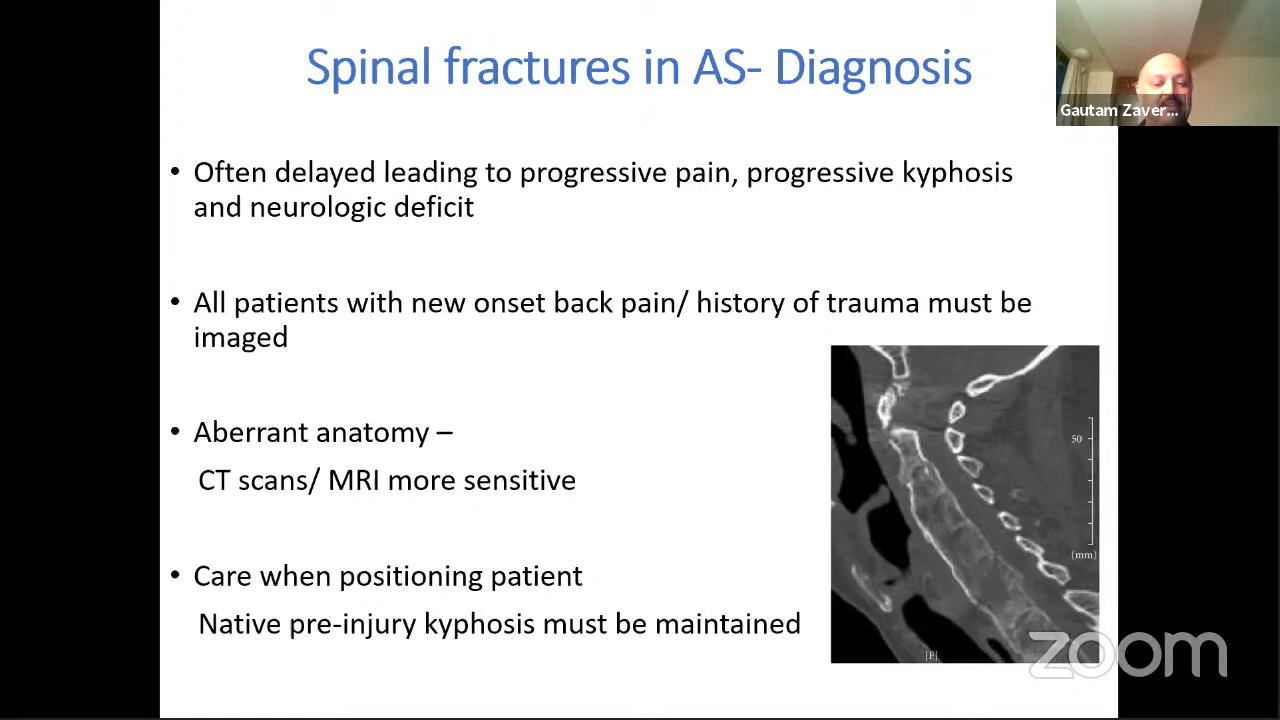 Spinal fractures in AS- Diagnosis
Gautam Zaver...
• Often delayed leading to progressive pain, progressive kyphosis
and neurologic deficit
• All patients with new onset back pain/ history of trauma must be
imaged
• Aberrant anatomy –
CT scans/ MRI more sensitive
• Care when positioning patient
Native pre-injury kyphosis must be maintained
50
(mm)
[P]
zoom